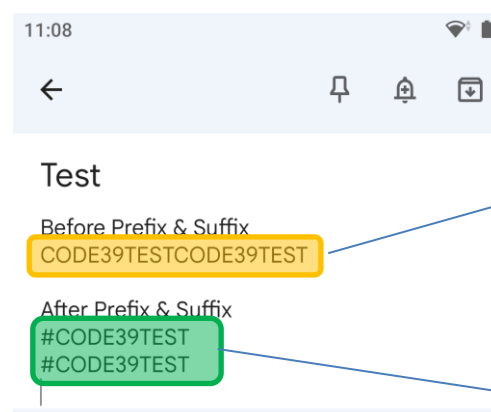 11:08
Test
Before Prefix & Suffix
CODE39TESTCODE39TEST
After Prefix & Suffix
#CODE39TEST
#CODE39TEST